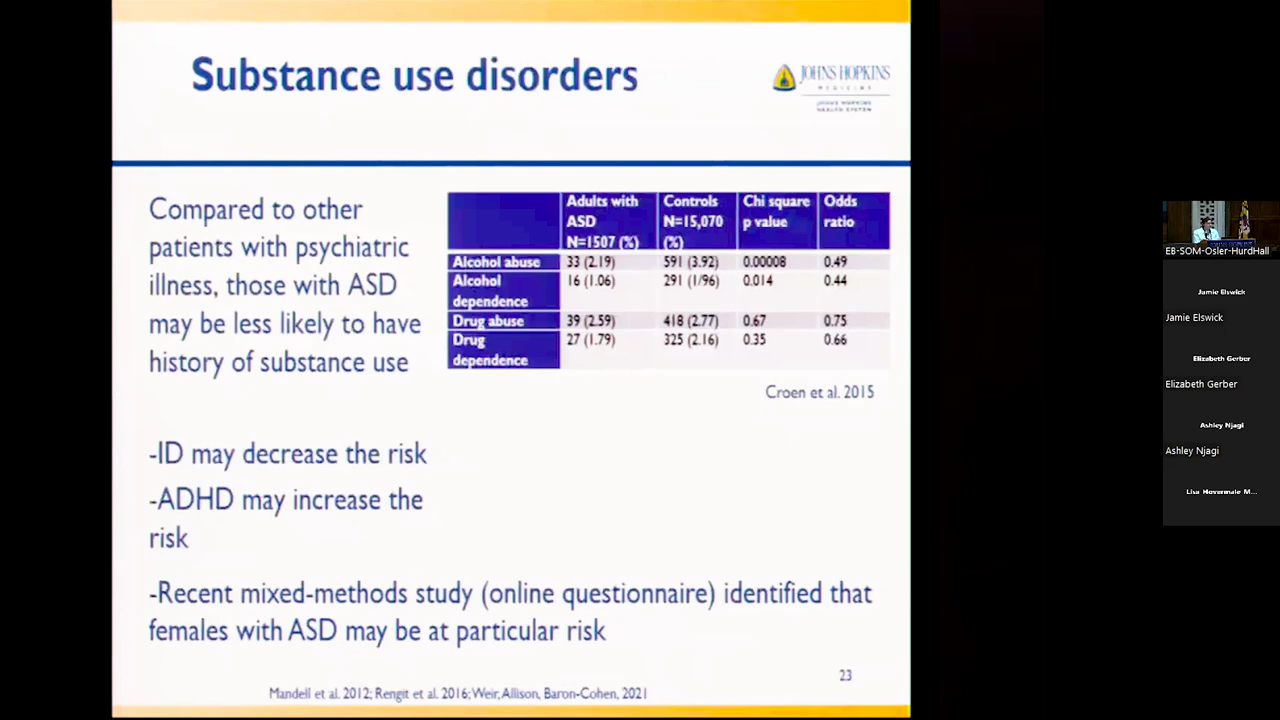 Substance use disorders
JOHNS HOPKINS
MEDICINE
JOHNS HOPKINS
HEALTH SYSTEM
Compared to other
patients with psychiatric
illness, those with ASD
may be less likely to have
history of substance use
Adults with ASD N=1507 (%) Controls N=15,070 (%) Chi square p value Odds ratio
Alcohol abuse 33 (2.19) 591 (3.92) 0.00008 0.49
Alcohol dependence 16 (1.06) 291 (1/96) 0.014 0.44
Drug abuse 39 (2.59) 418 (2.77) 0.67 0.75
Drug dependence 27 (1.79) 325 (2.16) 0.35 0.66
Croen et al. 2015
-ID may decrease the risk
-ADHD may increase the
risk
-Recent mixed-methods study (online questionnaire) identified that
females with ASD may be at particular risk
23
Mandell et al. 2012; Rengit et al. 2016; Weir, Allison, Baron-Cohen, 2021
EB-SOM-Osler-HurdHall
Jamie Elswick
Jamie Elswick
Elizabeth Gerber
Elizabeth Gerber
Ashley Njagi
Ashley Njagi
Lisa Hovermale M...